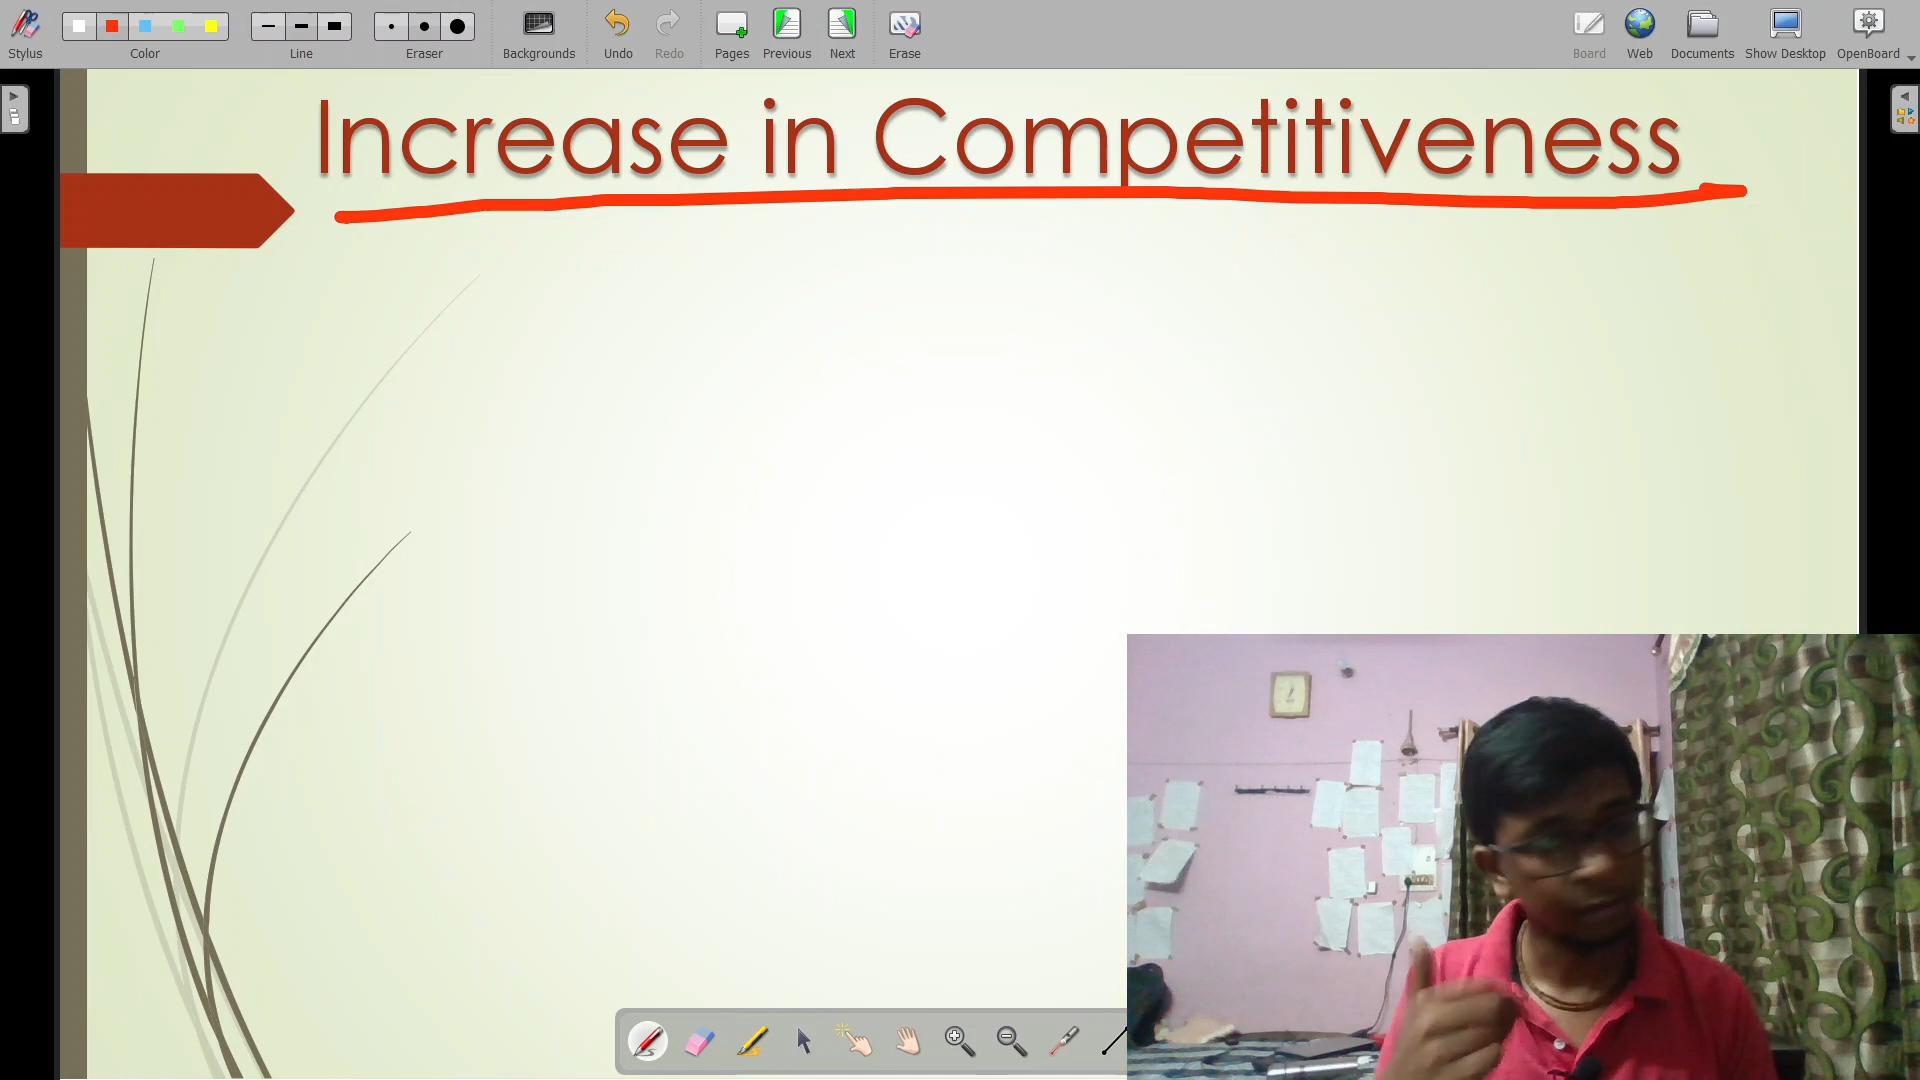 Stylus
Color
Line
Eraser
Backgrounds
Undo
Redo
Pages
Previous
Next
Erase
Board
Web
Documents
Show Desktop
OpenBoard
Increase in Competitiveness